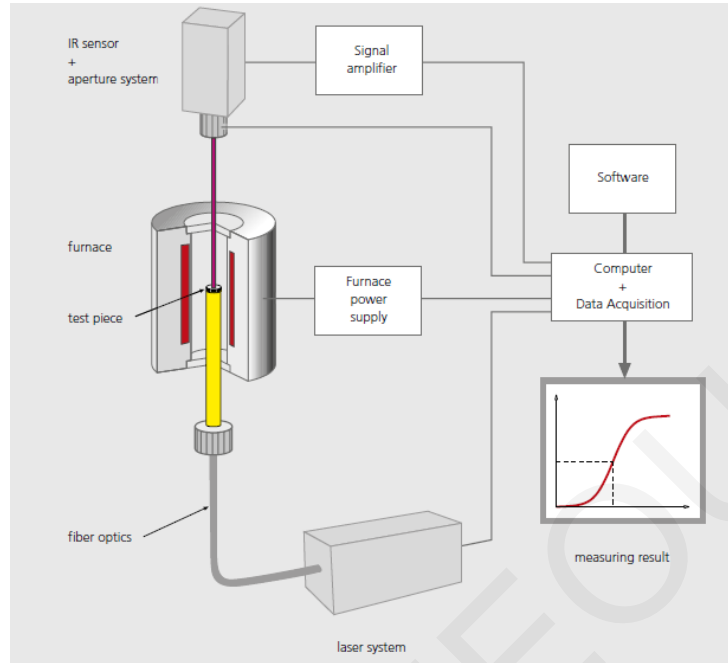 IR sensor
+
aperture system
Signal
amplifier
Software
furnace
Computer
+
Data Acquisition
Furnace
power
supply
test piece
fiber optics
measuring result
laser system